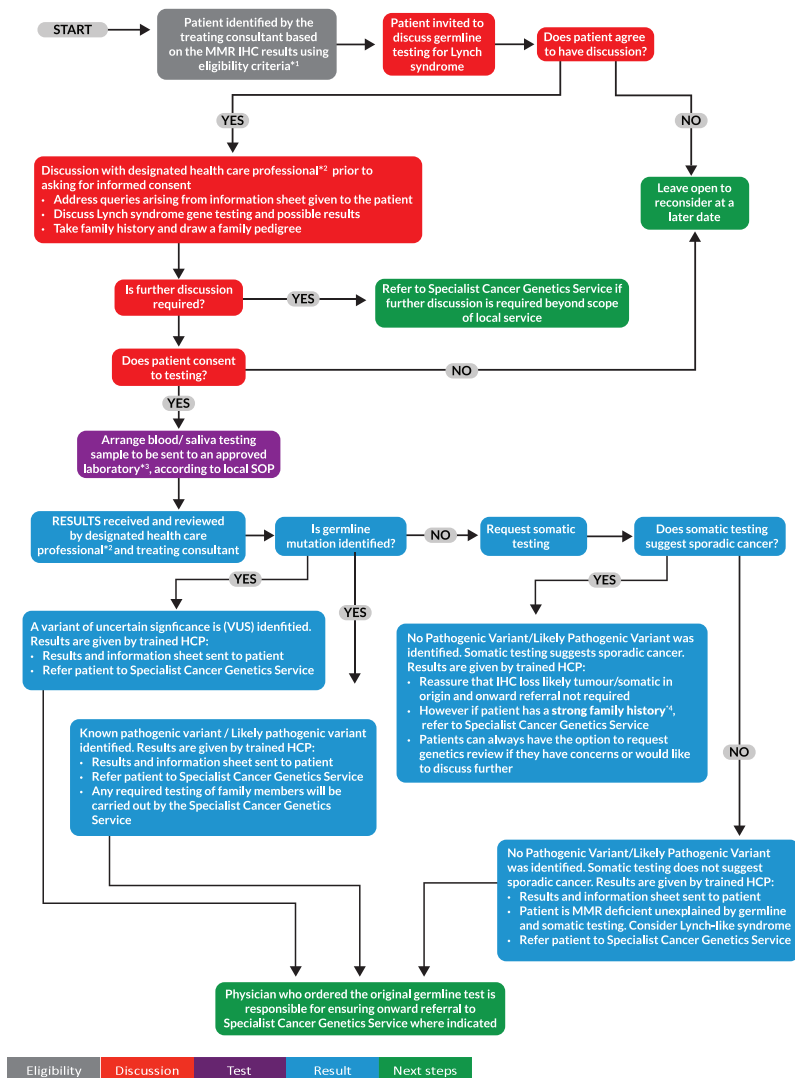 START
Patient identified by the
treating consultant based
on the MMR IHC results using
eligibility criteria*1
Patient invited to
discuss germline
testing for Lynch
syndrome
Does patient agree
to have discussion?
YES
NO
Discussion with designated health care professional*2 prior to
asking for informed consent
• Address queries arising from information sheet given to the patient
• Discuss Lynch syndrome gene testing and possible results
• Take family history and draw a family pedigree
Leave open to
reconsider at a
later date
Is further discussion
required?
YES
Refer to Specialist Cancer Genetics Service if
further discussion is required beyond scope
of local service
Does patient consent
to testing?
NO
YES
Arrange blood/ saliva testing
sample to be sent to an approved
laboratory*3, according to local SOP
RESULTS received and reviewed
by designated health care
professional*2 and treating consultant
Is germline
mutation identified?
NO
Request somatic
testing
Does somatic testing
suggest sporadic cancer?
YES
YES
YES
A variant of uncertain signficance is (VUS) idenfitied.
Results are given by trained HCP:
• Results and information sheet sent to patient
• Refer patient to Specialist Cancer Genetics Service
No Pathogenic Variant/Likely Pathogenic Variant was
identified. Somatic testing suggests sporadic cancer.
Results are given by trained HCP:
• Reassure that IHC loss likely tumour/somatic in
origin and onward referral not required
• However if patient has a strong family history*4,
refer to Specialist Cancer Genetics Service
• Patients can always have the option to request
genetics review if they have concerns or would like
to discuss further
Known pathogenic variant / Likely pathogenic variant
identified. Results are given by trained HCP:
• Results and information sheet sent to patient
• Refer patient to Specialist Cancer Genetics Service
• Any required testing of family members will be
carried out by the Specialist Cancer Genetics
Service
NO
No Pathogenic Variant/Likely Pathogenic Variant
was identified. Somatic testing does not suggest
sporadic cancer. Results are given by trained HCP:
• Results and information sheet sent to patient
• Patient is MMR deficient unexplained by germline
and somatic testing. Consider Lynch-like syndrome
• Refer patient to Specialist Cancer Genetics Service
Physician who ordered the original germline test is
responsible for ensuring onward referral to
Specialist Cancer Genetics Service where indicated
Eligibility
Discussion
Test
Result
Next steps